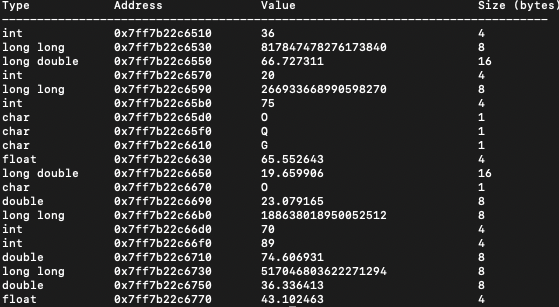 Type Address Value Size (bytes)
int 0x7ff7b22c6510 36 4
long long 0x7ff7b22c6530 817847478276173840 8
long double 0x7ff7b22c6550 66.727311 16
int 0x7ff7b22c6570 20 4
long long 0x7ff7b22c6590 266933668990598270 8
int 0x7ff7b22c65b0 75 4
char 0x7ff7b22c65d0 O 1
char 0x7ff7b22c65f0 Q 1
char 0x7ff7b22c6610 G 1
float 0x7ff7b22c6630 65.552643 4
long double 0x7ff7b22c6650 19.659906 16
char 0x7ff7b22c6670 O 1
double 0x7ff7b22c6690 23.079165 8
long long 0x7ff7b22c66b0 188638018950052512 8
int 0x7ff7b22c66d0 70 4
int 0x7ff7b22c66f0 89 4
double 0x7ff7b22c6710 74.606931 8
long long 0x7ff7b22c6730 517046803622271294 8
double 0x7ff7b22c6750 36.336413 8
float 0x7ff7b22c6770 43.102463 4